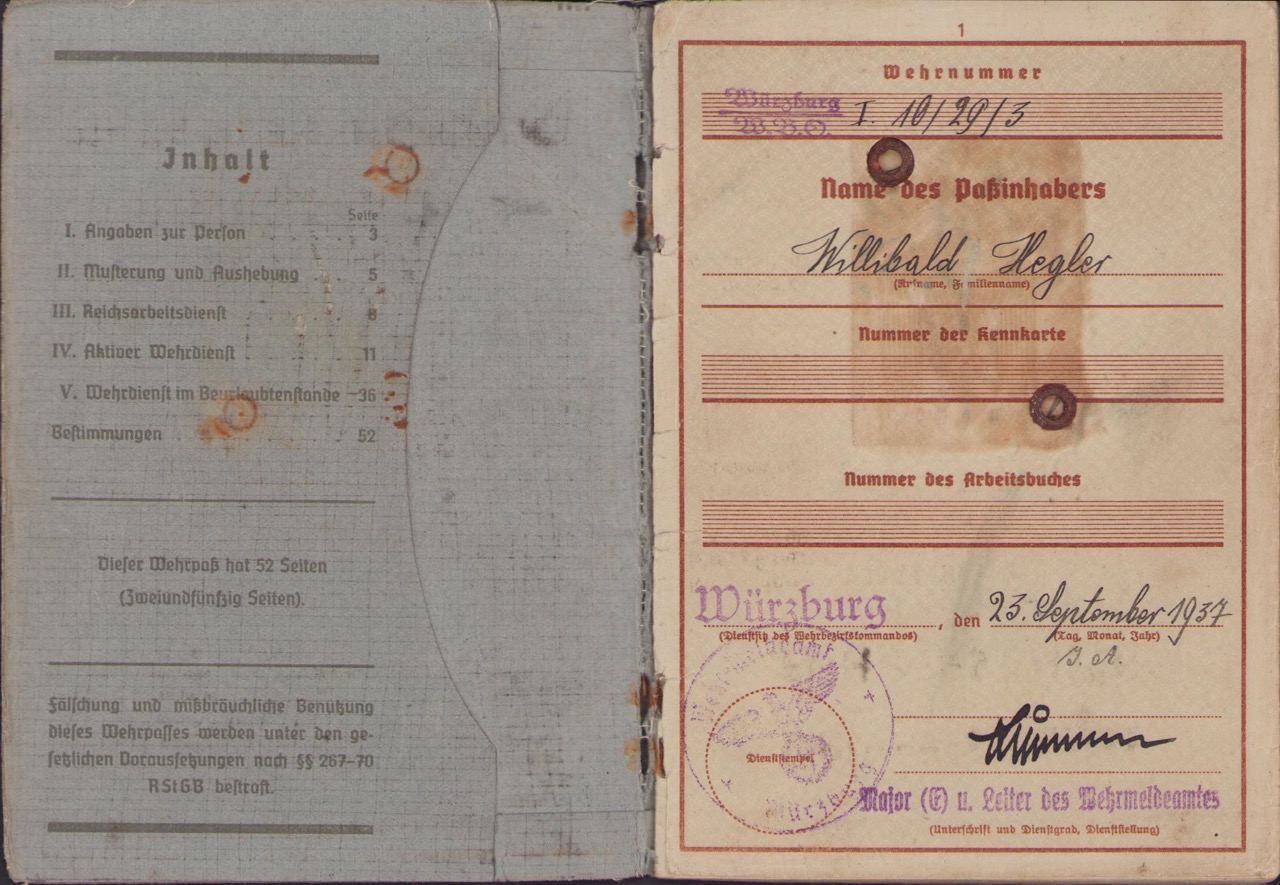 Inhalt
Seite
I. Angaben zur Person 3
II. Musterung und Aushebung 5
III. Reichsarbeitsdienst 8
IV. Aktiver Wehrdienst 11
V. Wehrdienst im Beurlaubtenstande 36
Bestimmungen 52
Dieser Wehrpaß hat 52 Seiten
(Zweiundfünfzig Seiten).
Fälschung und mißbräuchliche Benutzung
dieses Wehrpasses werden unter den ge-
setzlichen Voraussetzungen nach §§ 267-70
RStGB bestraft.
1
Wehrnummer
Würzburg
W.B.O.
I. 10/29/3
Name des Paßinhabers
Willibald Hegler
(Rufname, Familienname)
Nummer der Kennkarte
Nummer des Arbeitsbuches
Würzburg, den 23. September 1937
(Dienstsitz des Wehrbezirkskommandos) (Tag, Monat, Jahr)
I. A.
Wehrmeldeamt
Dienststempel
Würzburg
Major (E) u. Leiter des Wehrmeldeamtes
(Unterschrift und Dienstgrad, Dienststellung)